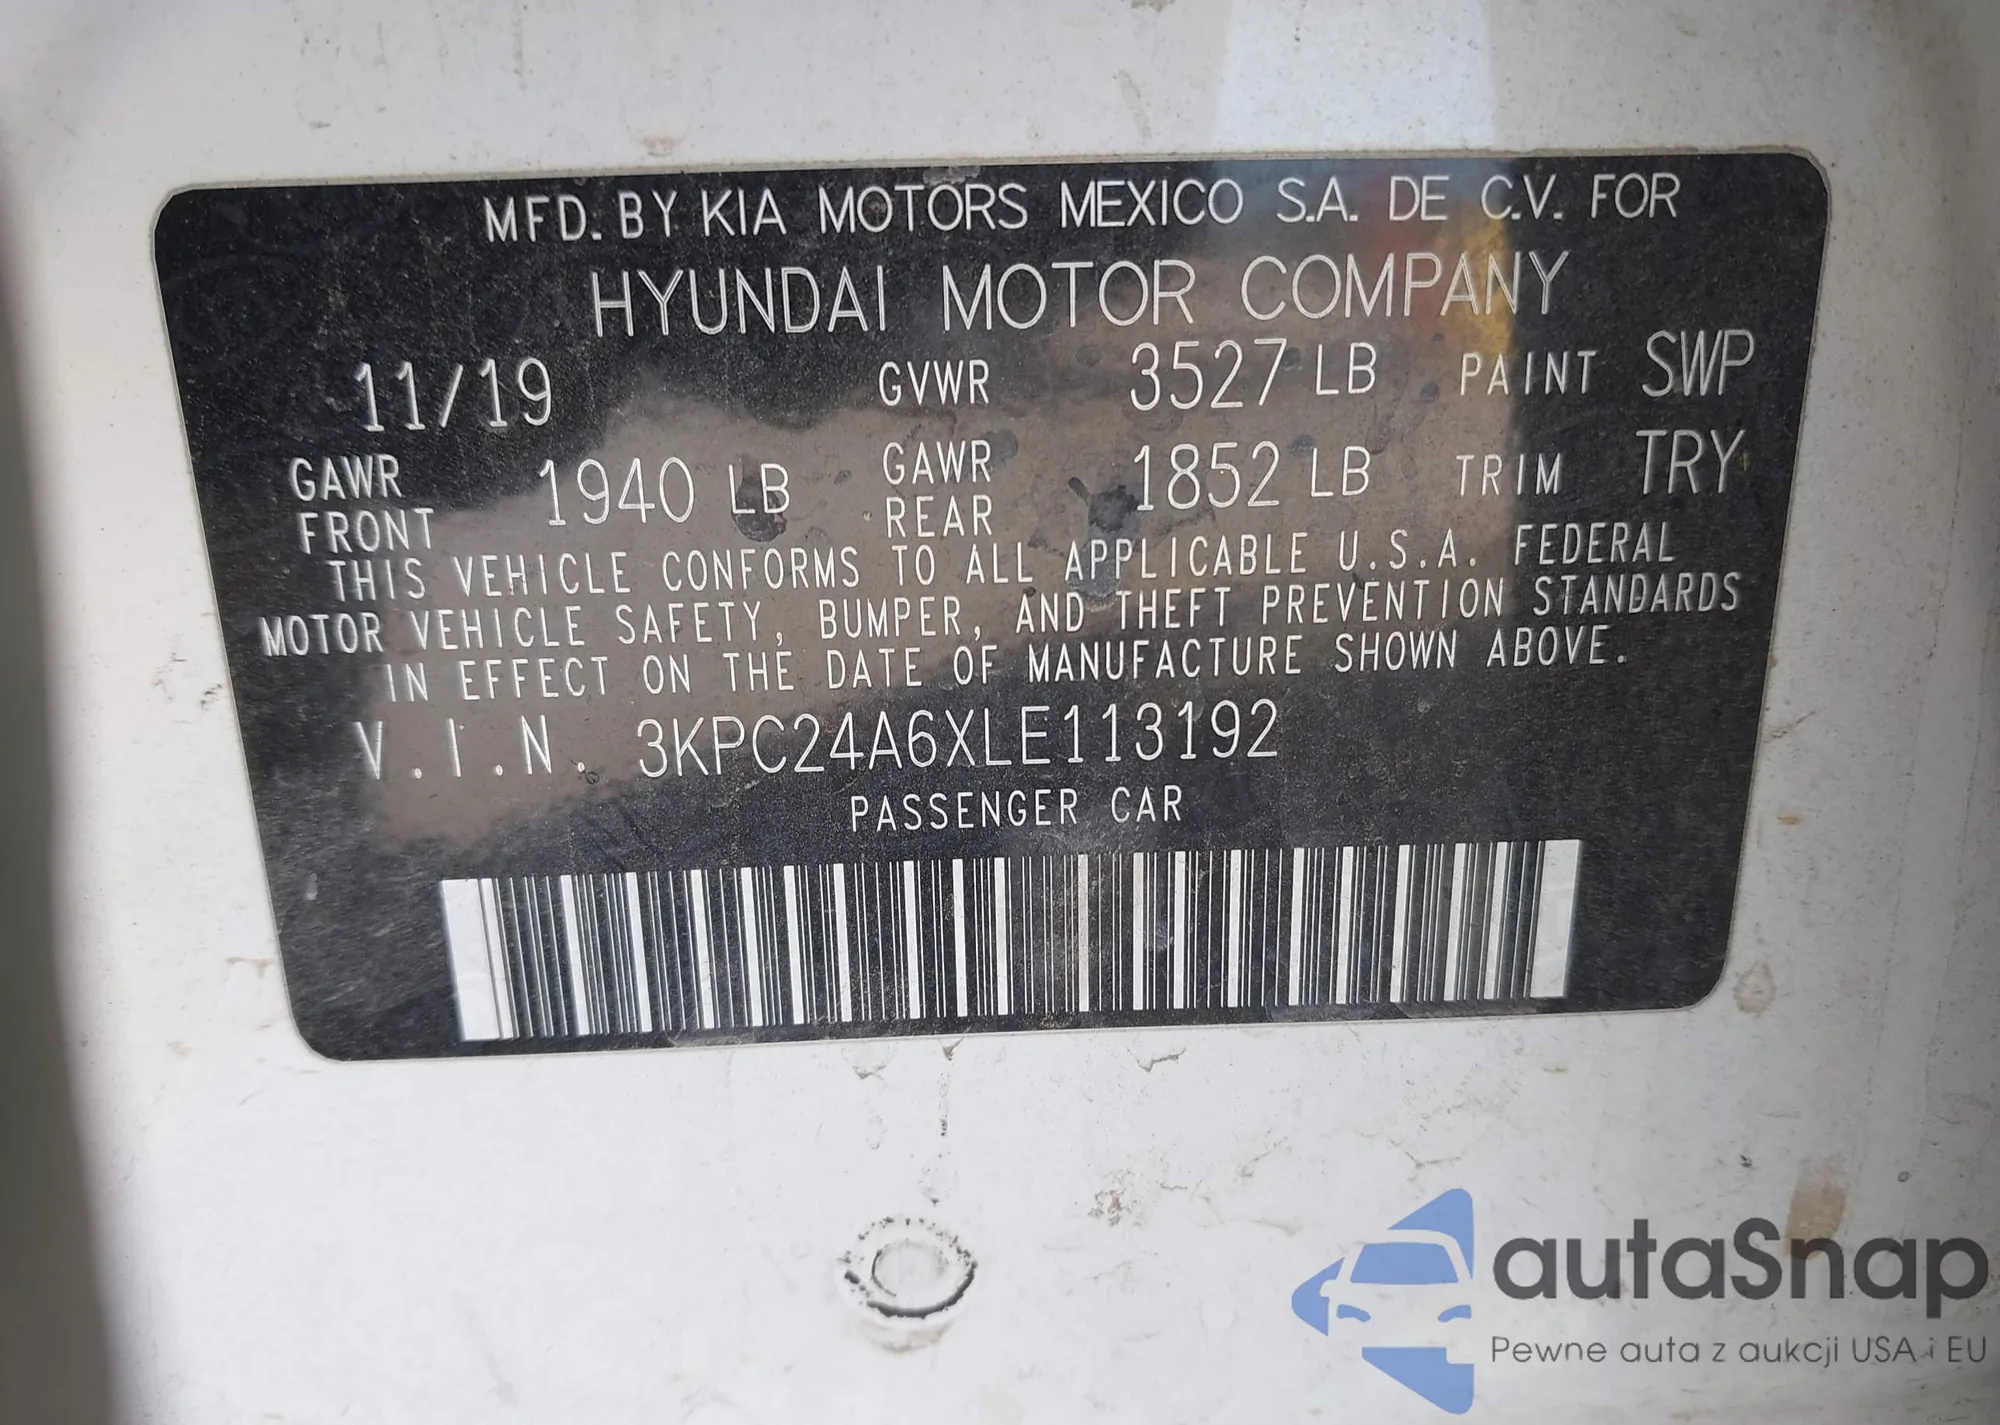 MFD. BY KIA MOTORS MEXICO S.A. DE C.V. FOR
HYUNDAI MOTOR COMPANY
11/19 GVWR 3527 LB PAINT SWP
GAWR FRONT 1940 LB GAWR REAR 1852 LB TRIM TRY
THIS VEHICLE CONFORMS TO ALL APPLICABLE U.S.A. FEDERAL
MOTOR VEHICLE SAFETY, BUMPER, AND THEFT PREVENTION STANDARDS
IN EFFECT ON THE DATE OF MANUFACTURE SHOWN ABOVE.
V.I.N. 3KPC24A6XLE113192
PASSENGER CAR
autaSnap
Pewne auta z aukcji USA i EU